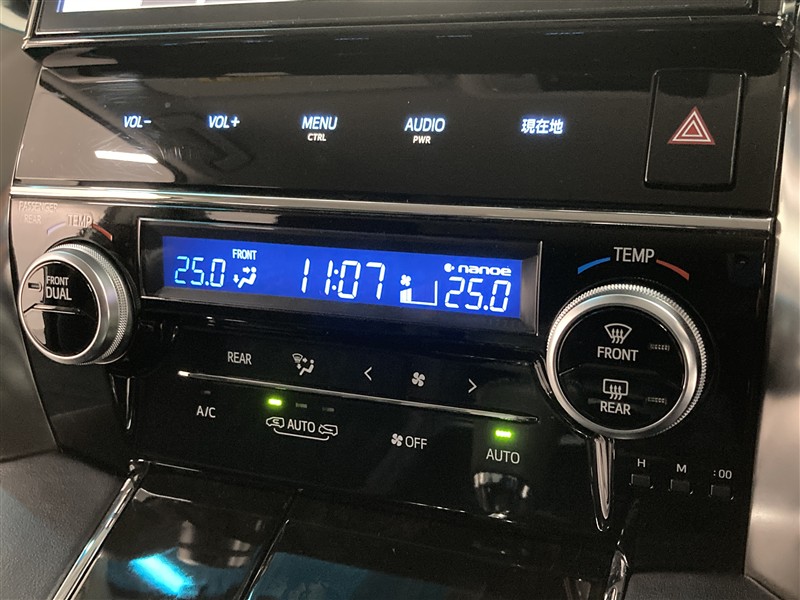 VOL− VOL+ MENU AUDIO 現在地
CTRL PWR
PASSENGER
REAR TEMP
TEMP
FRONT
DUAL
25.0 FRONT 11:07 nanoe 25.0
FRONT
REAR
REAR
A/C AUTO OFF AUTO
H M :00